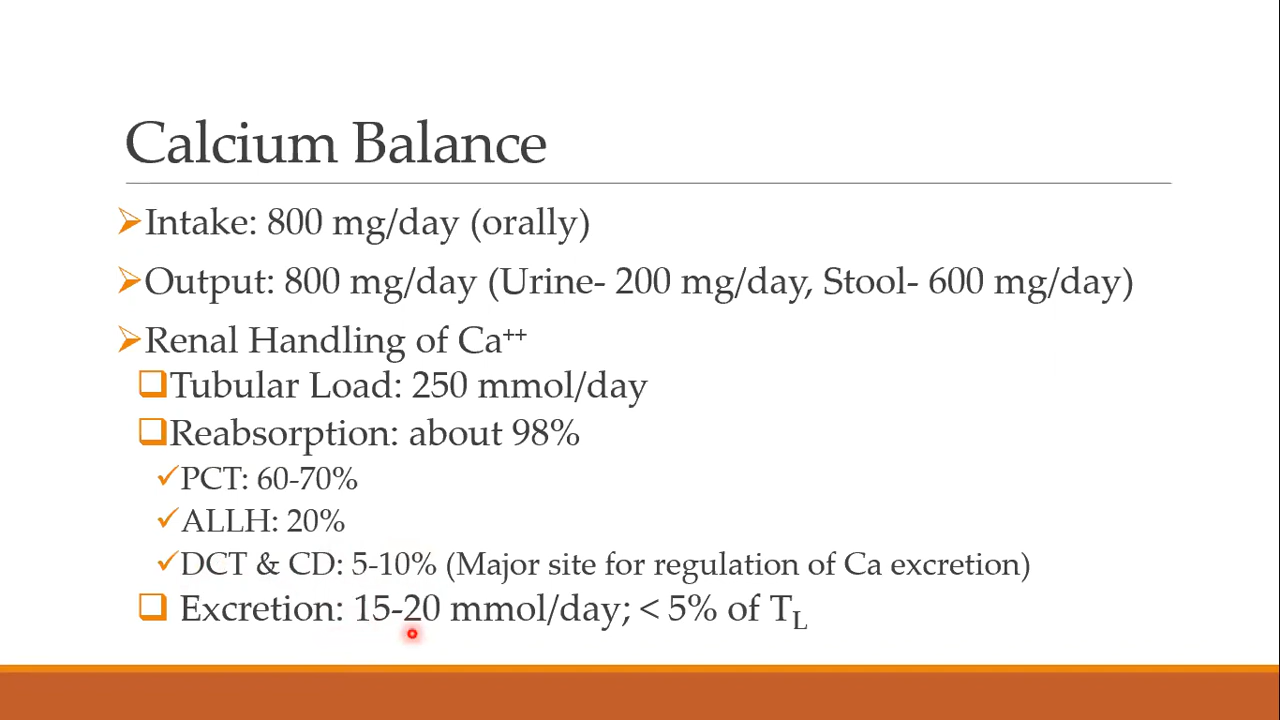 Calcium Balance
Intake: 800 mg/day (orally)
Output: 800 mg/day (Urine- 200 mg/day, Stool- 600 mg/day)
Renal Handling of Ca⁺⁺
Tubular Load: 250 mmol/day
Reabsorption: about 98%
PCT: 60-70%
ALLH: 20%
DCT & CD: 5-10% (Major site for regulation of Ca excretion)
Excretion: 15-20 mmol/day; < 5% of T_L